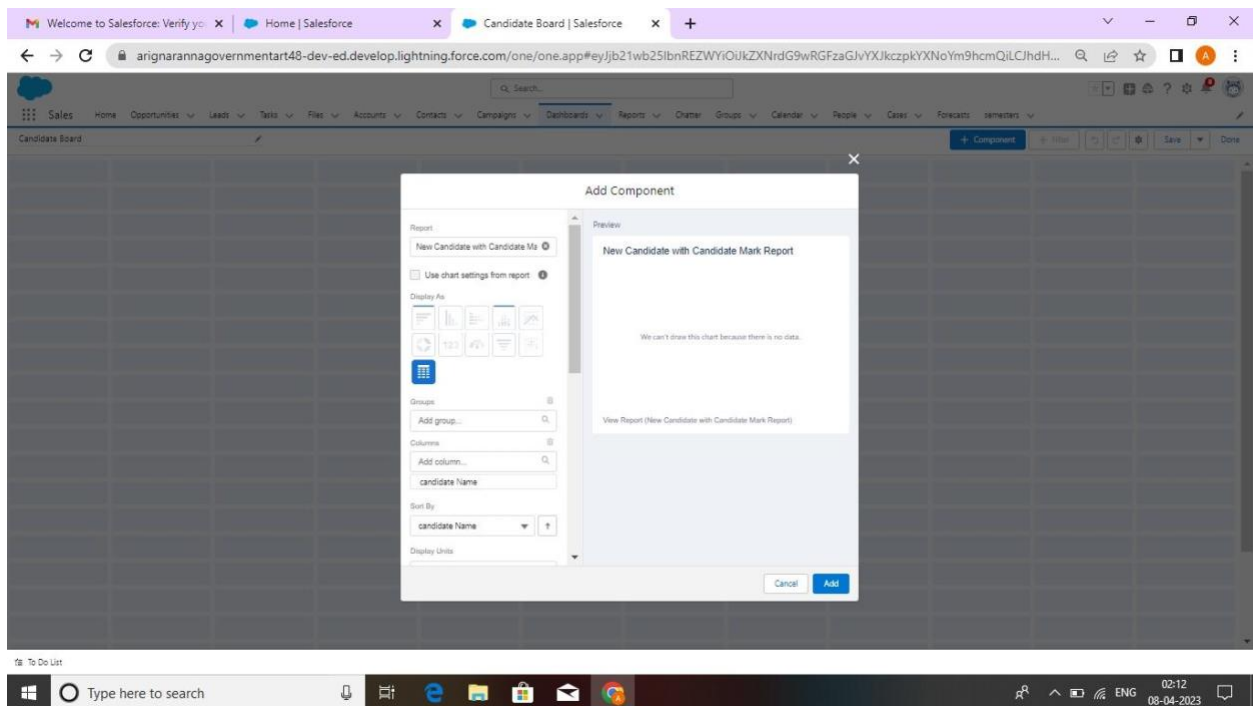 Welcome to Salesforce: Verify yo
Home | Salesforce
Candidate Board | Salesforce
arignarannagovernmentart48-dev-ed.develop.lightning.force.com/one/one.app#eyJjb21wb25lbnREZWYiOiJkZXNrdG9wRGFzaGJvYXJkczpkYXNoYm9hcmQiLCJhdH...
A
Search...
Sales Home Opportunities Leads Tasks Files Accounts Contacts Campaigns Dashboards Reports Chatter Groups Calendar People Cases Forecasts semesters
Candidate Board
+ Component + Filter Save Done
Add Component
Report
New Candidate with Candidate Ma
Use chart settings from report
Display As
123
Groups
Add group...
Columns
Add column...
candidate Name
Sort By
candidate Name
Display Units
Preview
New Candidate with Candidate Mark Report
We can't draw this chart because there is no data.
View Report (New Candidate with Candidate Mark Report)
Cancel Add
To Do List
Type here to search
ENG
02:12
08-04-2023